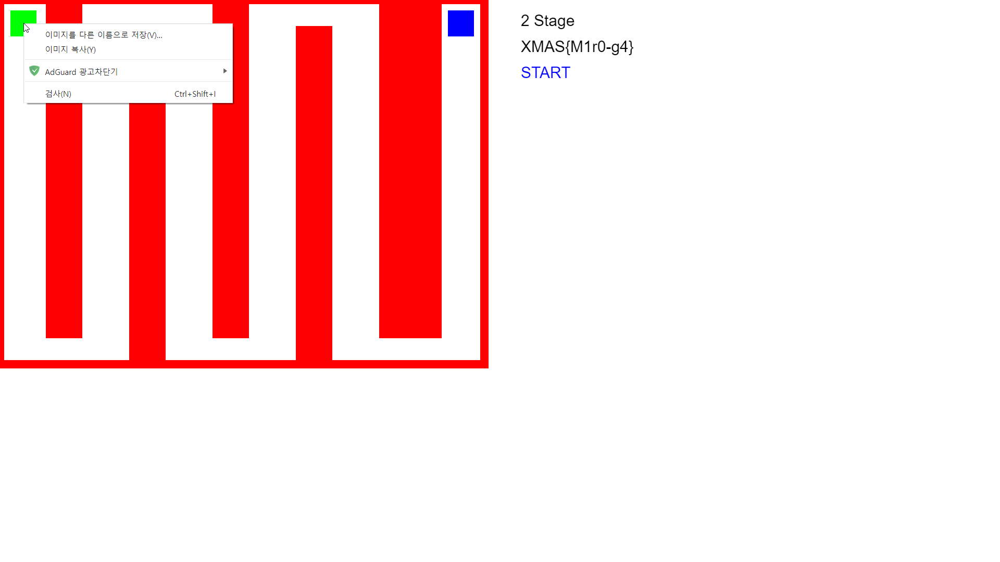 2 Stage
XMAS{M1r0-g4}
START
이미지를 다른 이름으로 저장(V)...
이미지 복사(Y)
AdGuard 광고차단기
검사(N) Ctrl+Shift+I